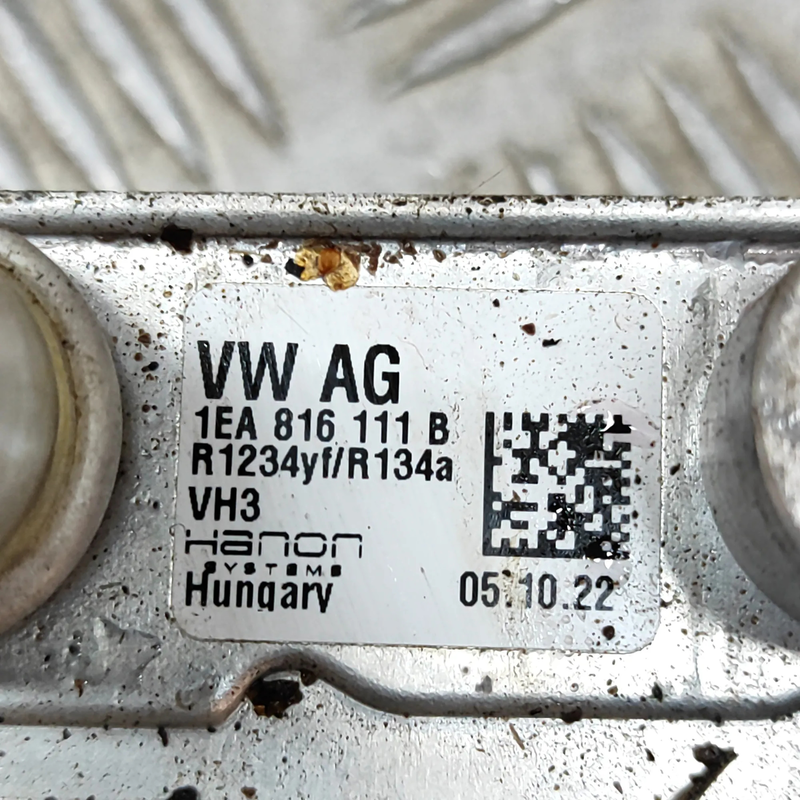 VW AG
1EA 816 111 B
R1234yf/R134a
VH3
Hanon
SYSTEMS
Hungary 05.10.22